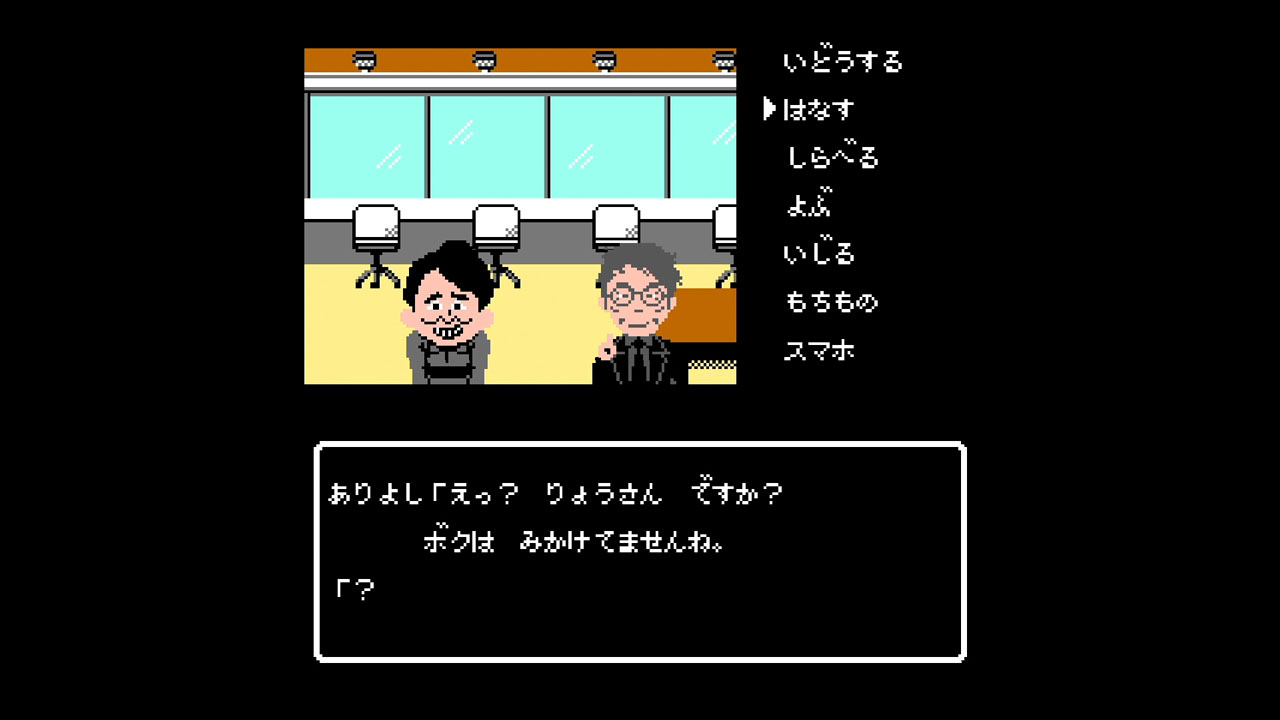 いどうする
はなす
しらべる
よぶ
いじる
もちもの
スマホ
ありよし「えっ？ りょうさん ですか？
ボクは みかけてませんね。
「？